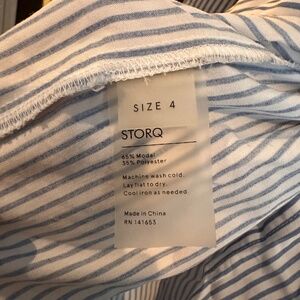 SIZE 4
STORQ
65% Modal
35% Polyester
Machine wash cold.
Lay flat to dry.
Cool iron as needed
Made in China
RN 141653